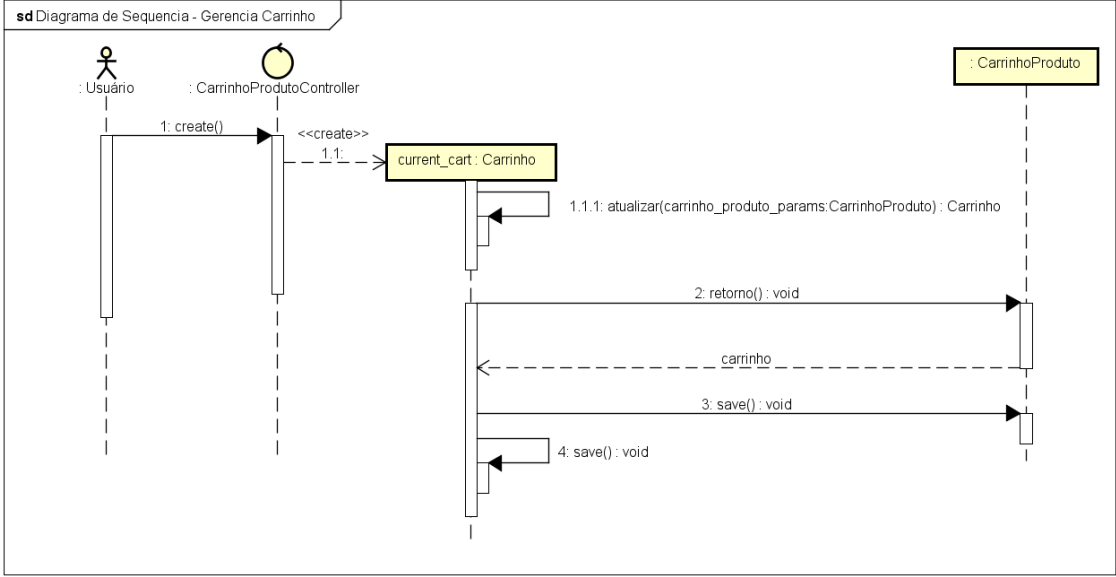 sd Diagrama de Sequencia - Gerencia Carrinho
: Usuário
: CarrinhoProdutoController
: CarrinhoProduto
1: create()
<<create>>
1.1:
current_cart : Carrinho
1.1.1: atualizar(carrinho_produto_params:CarrinhoProduto) : Carrinho
2: retorno() : void
carrinho
3: save() : void
4: save() : void